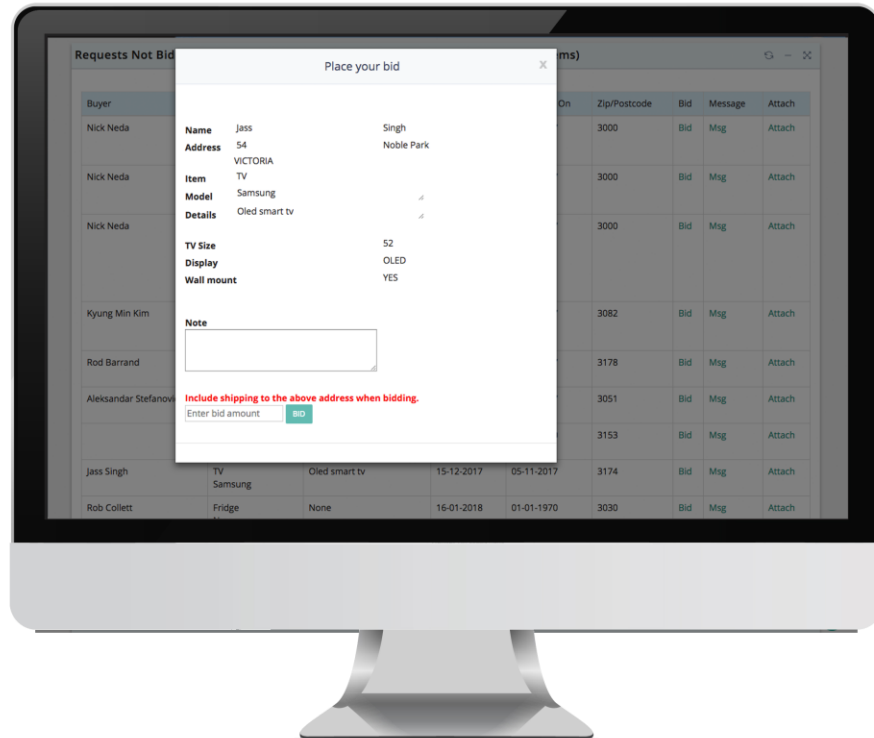 Requests Not Bid
ms)
Place your bid
X
Buyer On Zip/Postcode Bid Message Attach
Nick Neda 3000 Bid Msg Attach
Nick Neda 3000 Bid Msg Attach
Nick Neda 3000 Bid Msg Attach
Kyung Min Kim 3082 Bid Msg Attach
Rod Barrand 3178 Bid Msg Attach
Aleksandar Stefanovi 3051 Bid Msg Attach
3153 Bid Msg Attach
Name Jass Singh
Address 54 Noble Park
VICTORIA
Item TV
Model Samsung
Details Oled smart tv
TV Size 52
Display OLED
Wall mount YES
Note
Include shipping to the above address when bidding.
Enter bid amount BID
Jass Singh TV Oled smart tv 15-12-2017 05-11-2017 3174 Bid Msg Attach
Samsung
Rob Collett Fridge None 16-01-2018 01-01-1970 3030 Bid Msg Attach